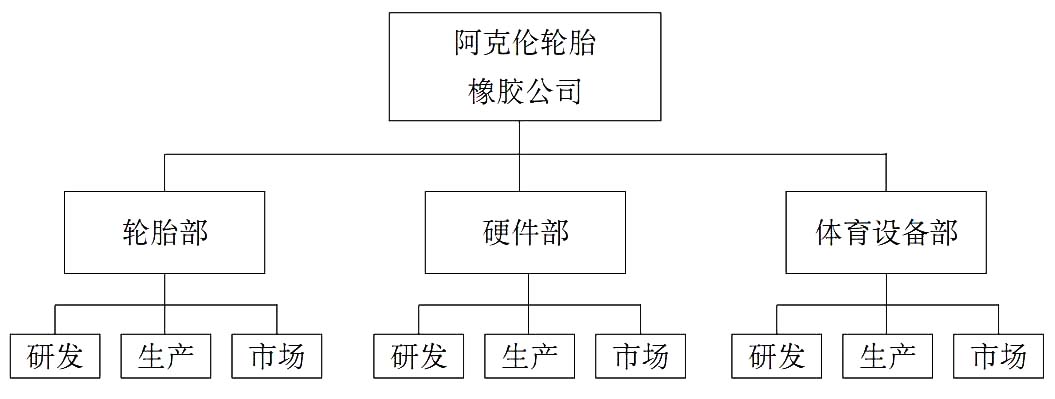 阿克伦轮胎
橡胶公司
轮胎部
硬件部
体育设备部
研发
生产
市场
研发
生产
市场
研发
生产
市场